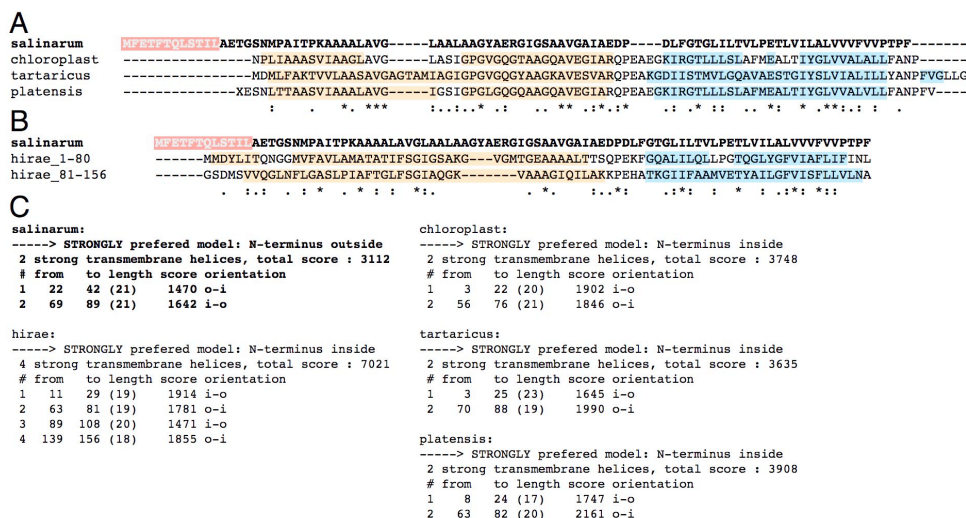 A
salinarum MFETFTQLSTILAETGSNMPAITPKAAAALAVG-----LAALAAGYAERGIGSAAVGAIAEDP----DLFGTGLILTVLPETLVILALVVVFVVPTPF-------
chloroplast -----------------NPLIAAASVIAAGLAVG-----LASIGPGVGQGTAAGQAVEGIARQPEAEGKIRGTLLLSLAFMEALTIYGLVVALALLFANP-------
tartaricus ----------------MDMLFAKTVVLAASAVGAGTAMIAGIGPGVGQGYAAGKAVESVARQPEAKGDIISTMVLGQAVAESTGIYSLVIALILLYANPFVGLLG
platensis --------------XESNLTTAASVIAAALAVG-----IGSIGPGLGQGQAAGQAVEGIARQPEAEGKIRGTLLLSLAFMEALTIYGLVVALVLLFANPFV-----
B
salinarum MFETFTQLSTILAETGSNMPAITPKAAAALAVGLAALAAGYAERGIGSAAVGAIAEDPDLFGTGLILTVLPETLVILALVVVFVVPTPF
hirae_1-80 ------MMDYLITQNGGMVFAVLAMATATIFSGIGSAKG---VGMTGEAAAALTTSQPEKFGQALILQLLPGTQGLYGFVIAFLIFINL
hirae_81-156 -------GSDMSVVQGLNFLGASLPIAFTGLFSGIAQGK-------VAAAGIQILAKKPEHATKGIIFAAMVETYAILGFVISFLLVLNA
C
salinarum:
-----> STRONGLY prefered model: N-terminus outside
2 strong transmembrane helices, total score : 3112
# from to length score orientation
1 22 42 (21) 1470 o-i
2 69 89 (21) 1642 i-o
hirae:
-----> STRONGLY prefered model: N-terminus inside
4 strong transmembrane helices, total score : 7021
# from to length score orientation
1 11 29 (19) 1914 i-o
2 63 81 (19) 1781 o-i
3 89 108 (20) 1471 i-o
4 139 156 (18) 1855 o-i
chloroplast:
-----> STRONGLY prefered model: N-terminus inside
2 strong transmembrane helices, total score : 3748
# from to length score orientation
1 3 22 (20) 1902 i-o
2 56 76 (21) 1846 o-i
tartaricus:
-----> STRONGLY prefered model: N-terminus inside
2 strong transmembrane helices, total score : 3635
# from to length score orientation
1 3 25 (23) 1645 i-o
2 70 88 (19) 1990 o-i
platensis:
-----> STRONGLY prefered model: N-terminus inside
2 strong transmembrane helices, total score : 3908
# from to length score orientation
1 8 24 (17) 1747 i-o
2 63 82 (20) 2161 o-i